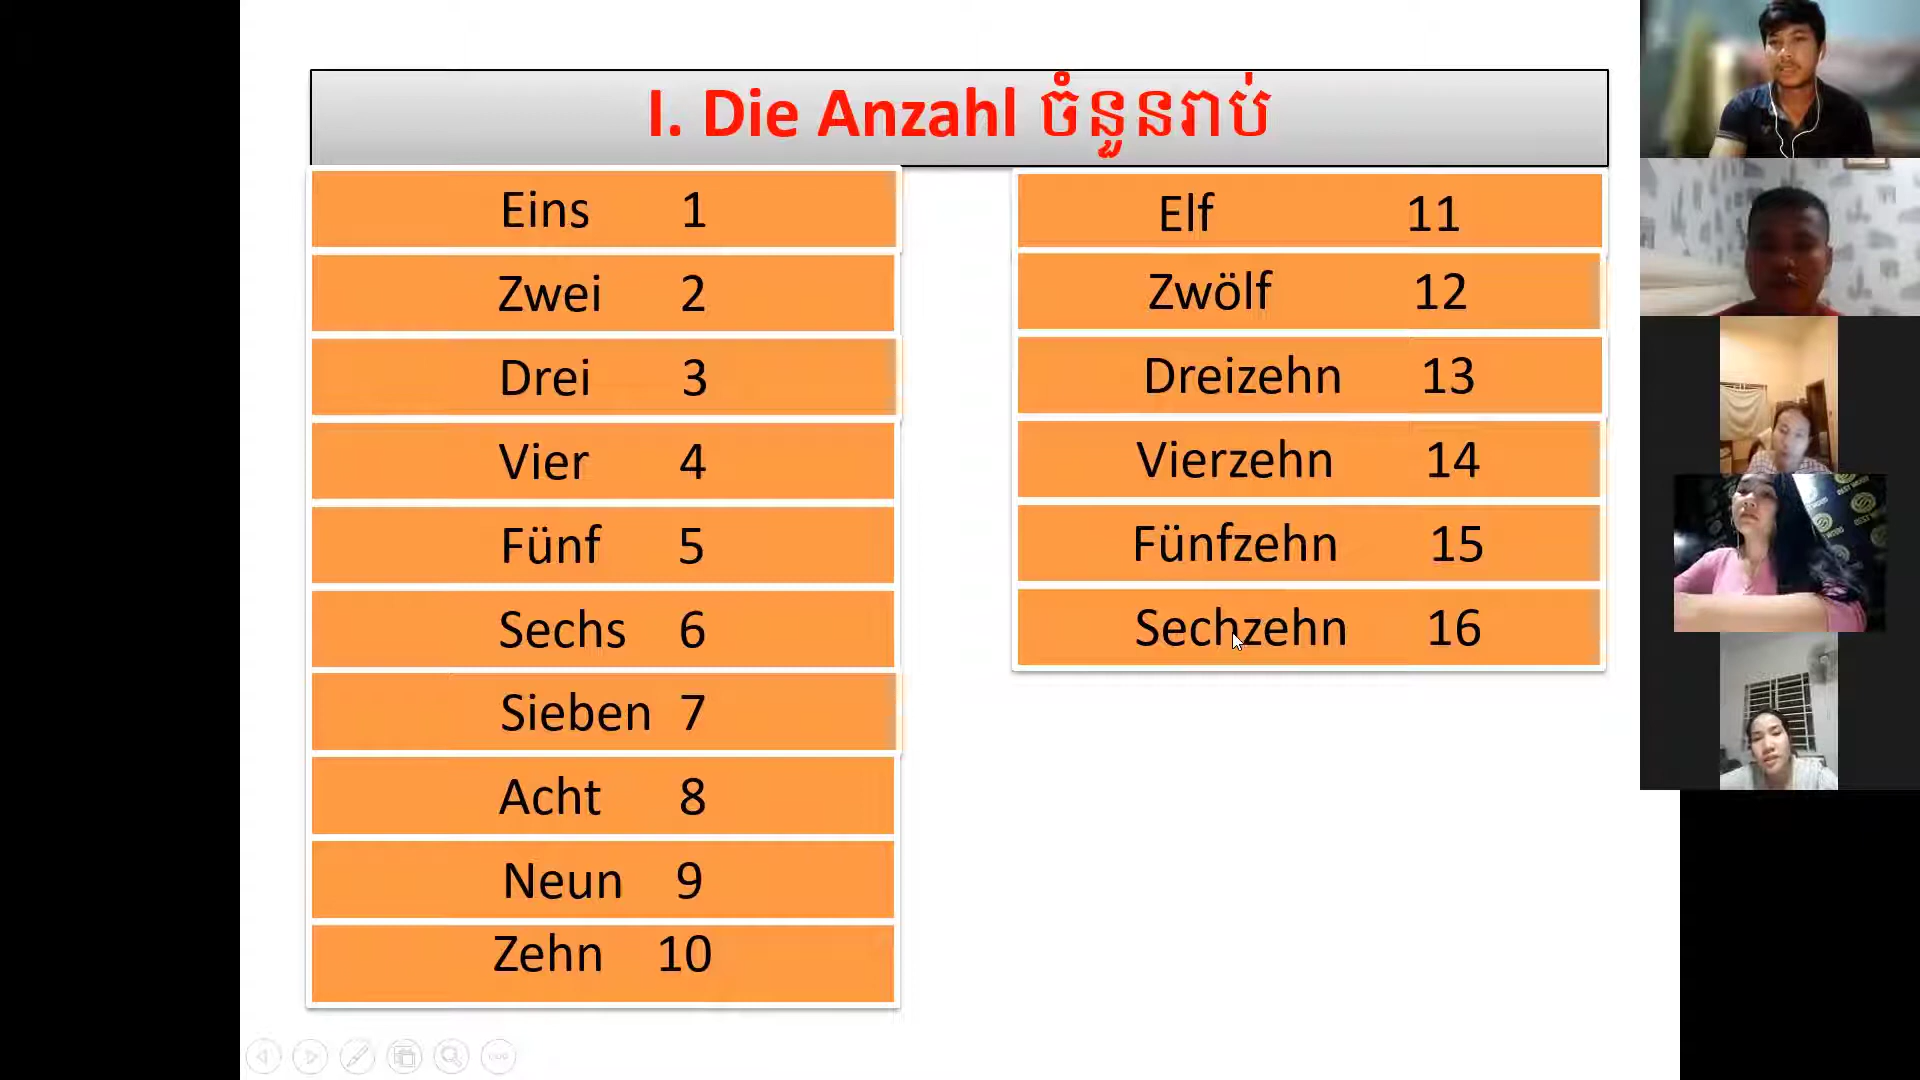 I. Die Anzahl ចំនួនរាប់
Eins 1
Zwei 2
Drei 3
Vier 4
Fünf 5
Sechs 6
Sieben 7
Acht 8
Neun 9
Zehn 10
Elf 11
Zwölf 12
Dreizehn 13
Vierzehn 14
Fünfzehn 15
Sechzehn 16